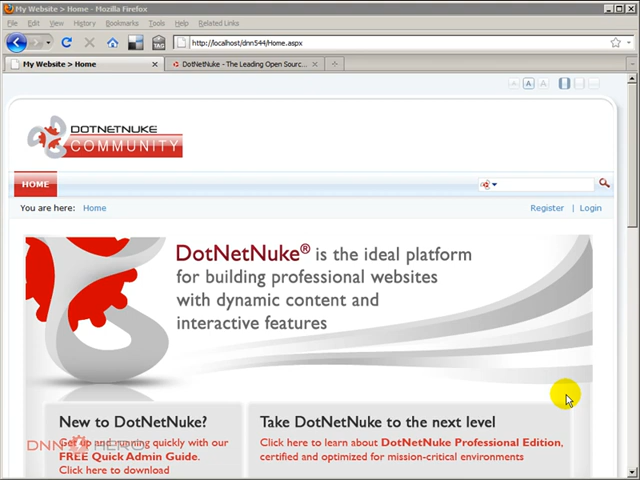 My Website > Home - Mozilla Firefox
File Edit View History Bookmarks Tools Help Related Links
TAG
http://localhost/dnn544/Home.aspx
My Website > Home
DotNetNuke - The Leading Open Sourc...
A
DOTNETNUKE
COMMUNITY
HOME
You are here: Home
Register | Login
DotNetNuke® is the ideal platform
for building professional websites
with dynamic content and
interactive features
New to DotNetNuke?
Get up and running quickly with our
FREE Quick Admin Guide.
Click here to download
Take DotNetNuke to the next level
Click here to learn about DotNetNuke Professional Edition,
certified and optimized for mission-critical environments
DNN HERO